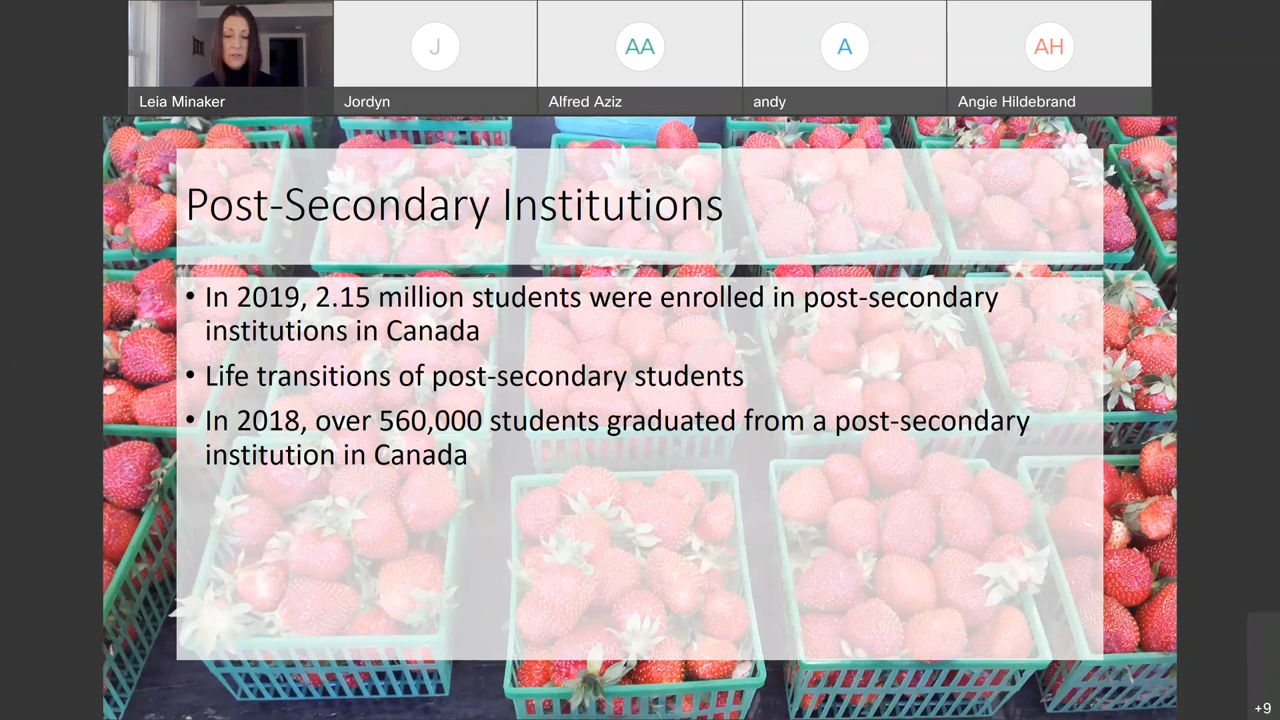 J
AA
A
AH
Leia Minaker
Jordyn
Alfred Aziz
andy
Angie Hildebrand
Post-Secondary Institutions
• In 2019, 2.15 million students were enrolled in post-secondary
institutions in Canada
• Life transitions of post-secondary students
• In 2018, over 560,000 students graduated from a post-secondary
institution in Canada
+9